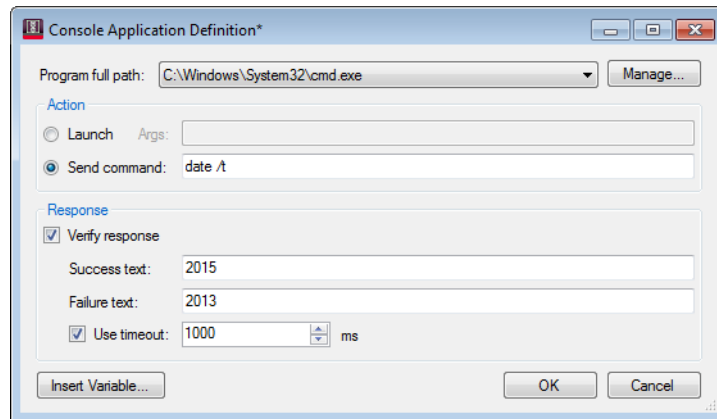 Console Application Definition*
Program full path: C:\Windows\System32\cmd.exe Manage...
Action
Launch Args:
Send command: date /t
Response
Verify response
Success text: 2015
Failure text: 2013
Use timeout: 1000 ms
Insert Variable... OK Cancel